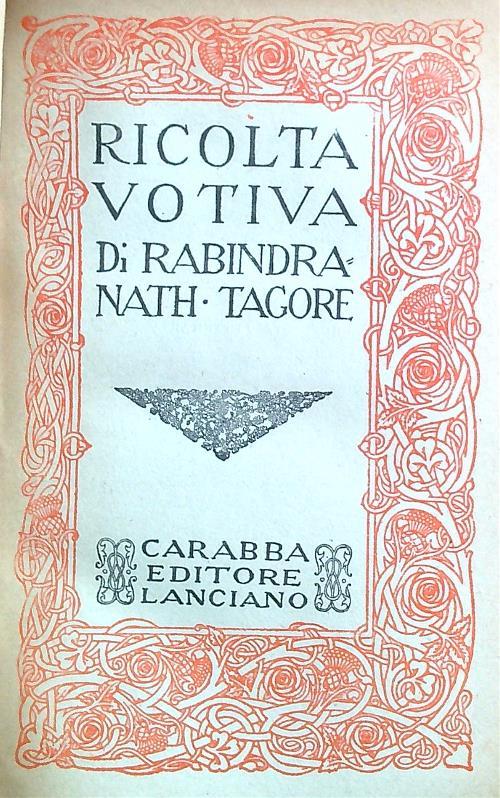 RICOLTA
VOTIVA
Di RABINDRA=
NATH · TAGORE
CARABBA
EDITORE
LANCIANO